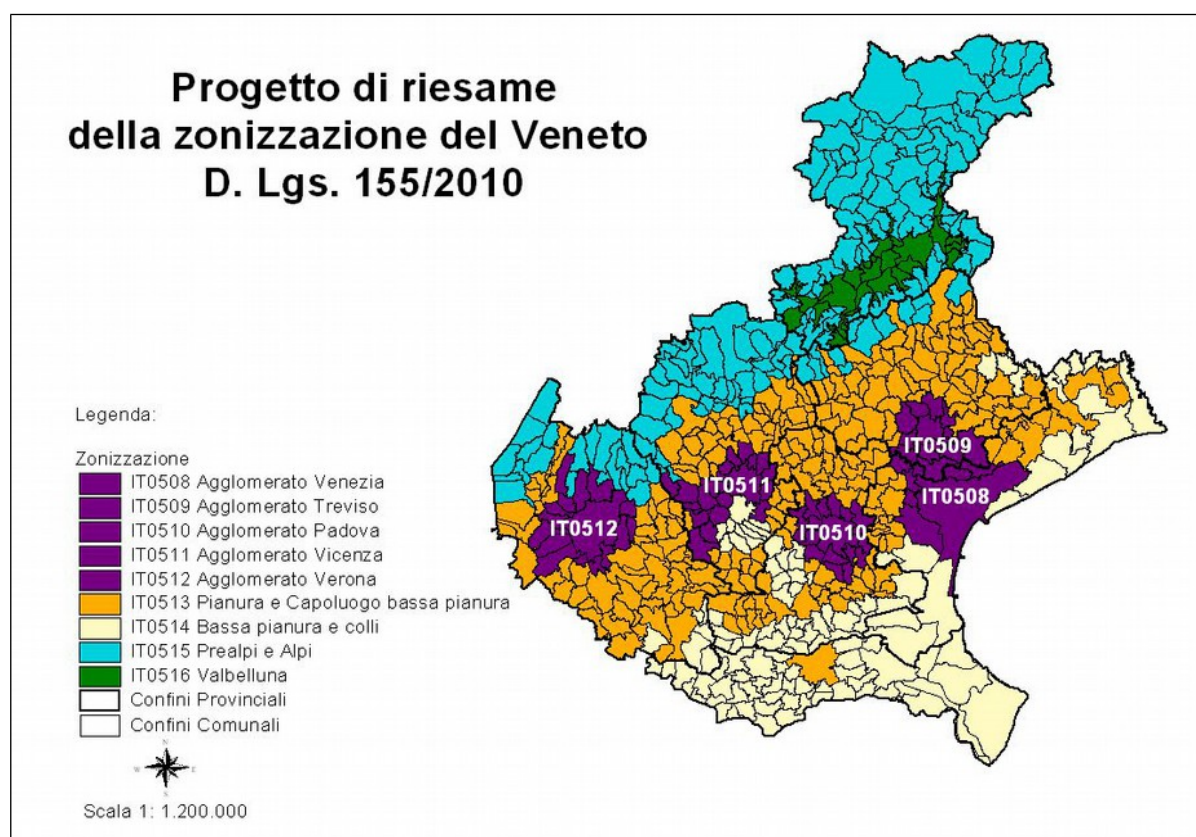 Progetto di riesame
della zonizzazione del Veneto
D. Lgs. 155/2010
IT0509
IT0511
IT0508
IT0512
IT0510
Legenda:
Zonizzazione
IT0508 Agglomerato Venezia
IT0509 Agglomerato Treviso
IT0510 Agglomerato Padova
IT0511 Agglomerato Vicenza
IT0512 Agglomerato Verona
IT0513 Pianura e Capoluogo bassa pianura
IT0514 Bassa pianura e colli
IT0515 Prealpi e Alpi
IT0516 Valbelluna
Confini Provinciali
Confini Comunali
N
W E
S
Scala 1: 1.200.000